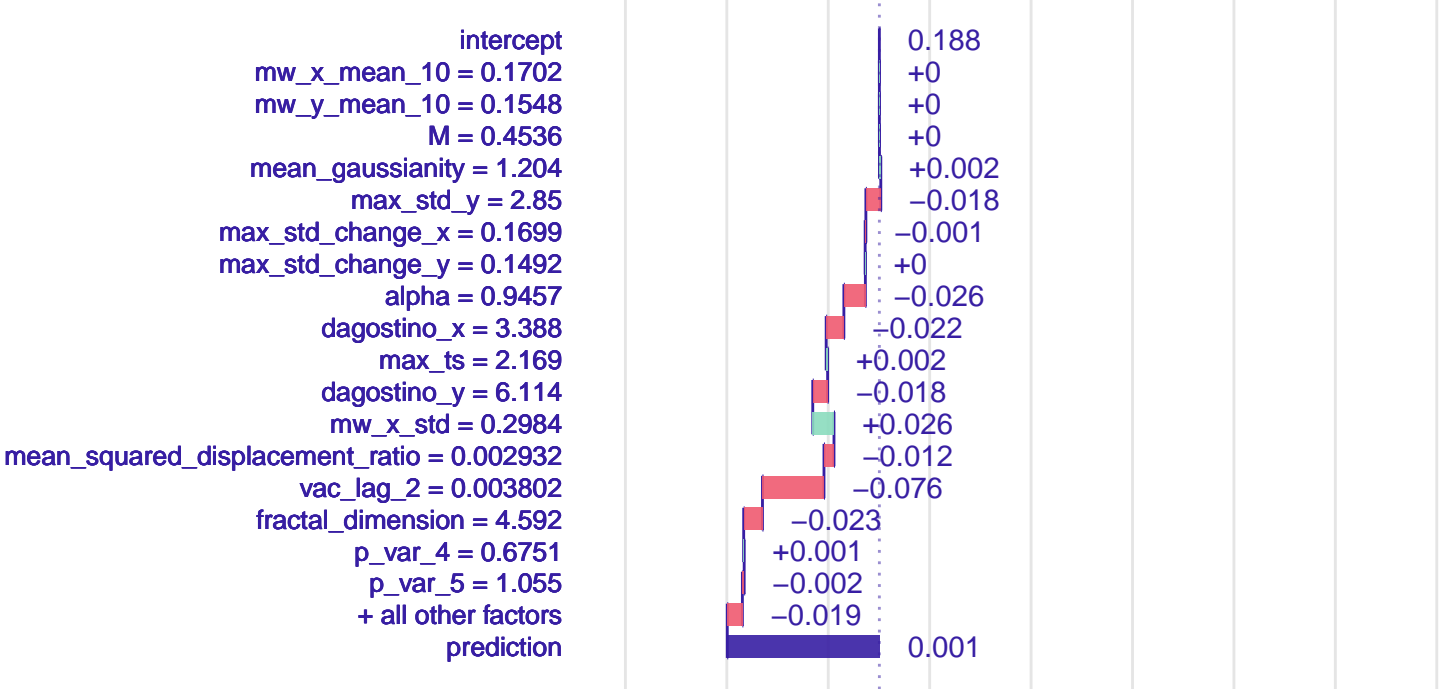 intercept 0.188
mw_x_mean_10 = 0.1702 +0
mw_y_mean_10 = 0.1548 +0
M = 0.4536 +0
mean_gaussianity = 1.204 +0.002
max_std_y = 2.85 −0.018
max_std_change_x = 0.1699 −0.001
max_std_change_y = 0.1492 +0
alpha = 0.9457 −0.026
dagostino_x = 3.388 −0.022
max_ts = 2.169 +0.002
dagostino_y = 6.114 −0.018
mw_x_std = 0.2984 +0.026
mean_squared_displacement_ratio = 0.002932 −0.012
vac_lag_2 = 0.003802 −0.076
fractal_dimension = 4.592 −0.023
p_var_4 = 0.6751 +0.001
p_var_5 = 1.055 −0.002
+ all other factors −0.019
prediction 0.001